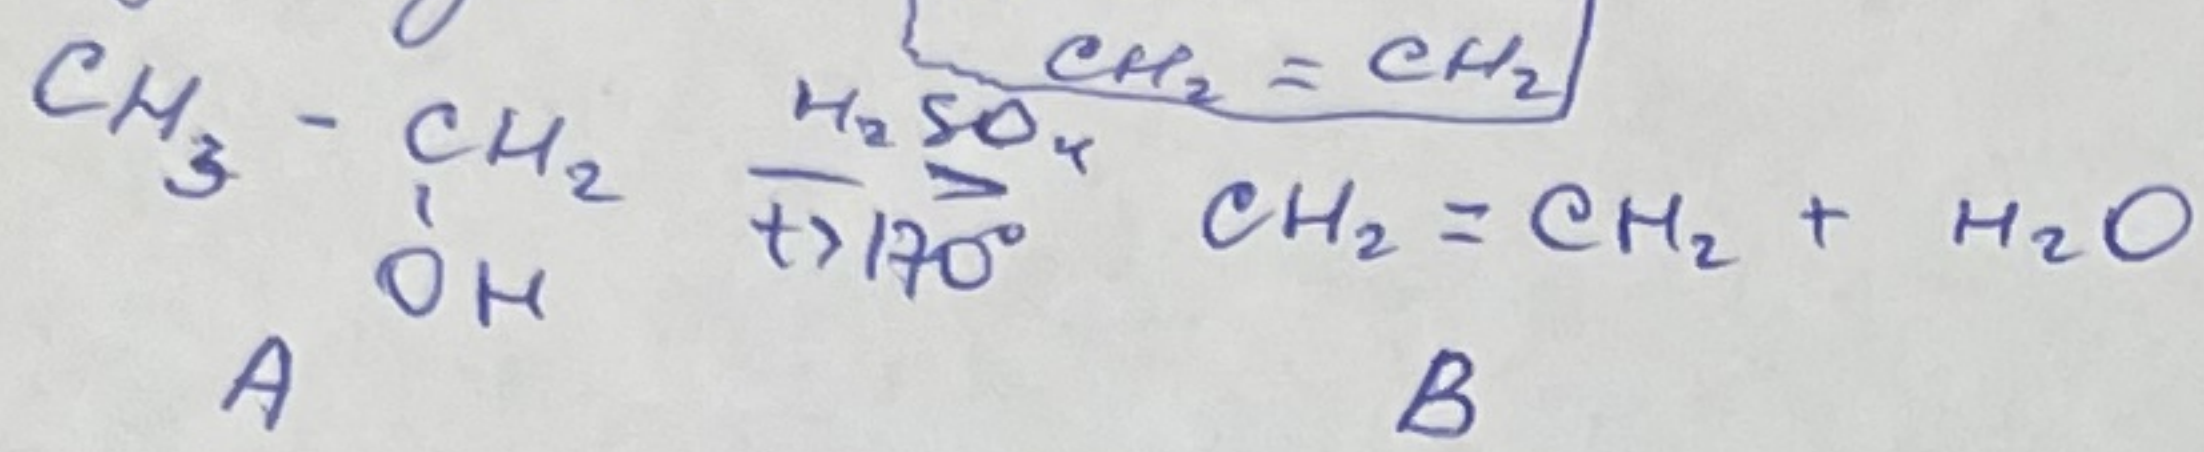 CH₂ = CH₂
CH₃ - CH₂ H₂SO₄ t>170° CH₂ = CH₂ + H₂O
OH
A B